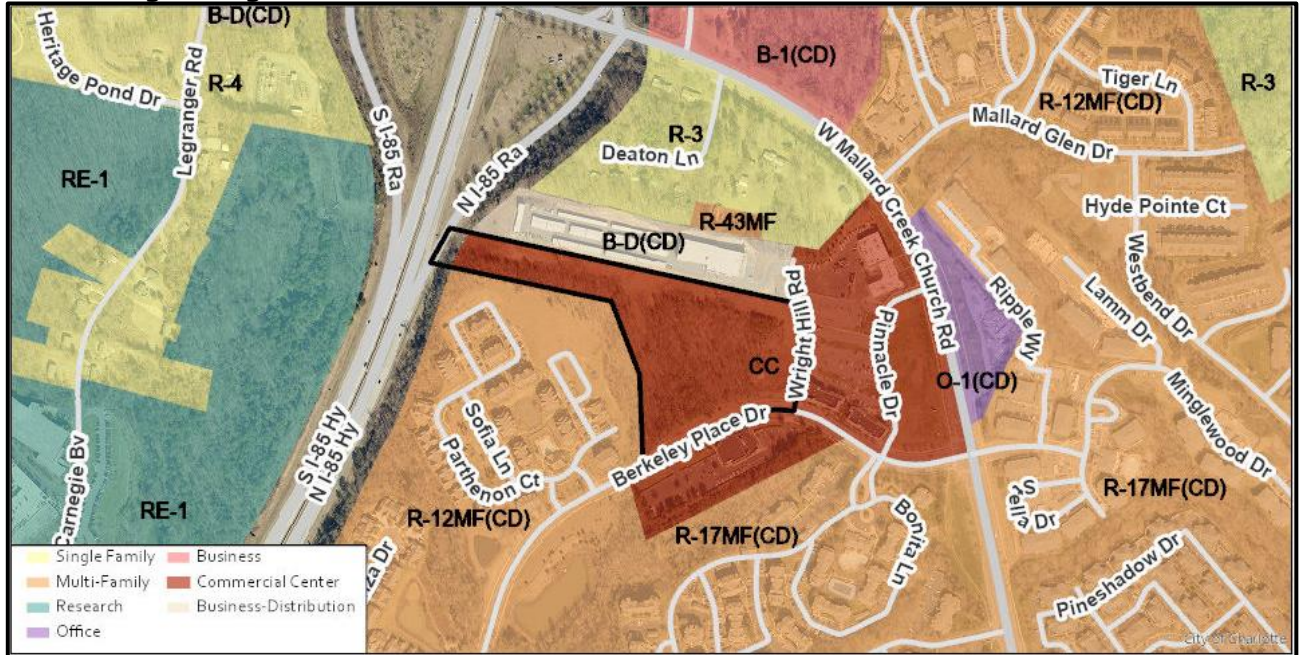 B-D(CD)
Heritage Pond Dr
Legranger Rd
R-4
S I-85 Ra
B-1(CD)
R-12MF(CD)
Tiger Ln
R-3
Mallard Glen Dr
R-3
Deaton Ln
W Mallard Creek Church Rd
N I-85 Ra
RE-1
Hyde Pointe Ct
R-43MF
B-D(CD)
Westbend Dr
Wright Hill Rd
Pinnacle Dr
Ripple Wy
Lamm Dr
CC
O-1(CD)
Minglewood Dr
Sofia Ln
Parthenon Ct
Berkeley Place Dr
S I-85 Hy
N I-85 Hy
Carnegie Bv
RE-1
R-12MF(CD)
R-17MF(CD)
Bonita Ln
R-17MF(CD)
Pineshadow Dr
Single Family
Business
Multi-Family
Commercial Center
Research
Business-Distribution
Office
City of Charlotte